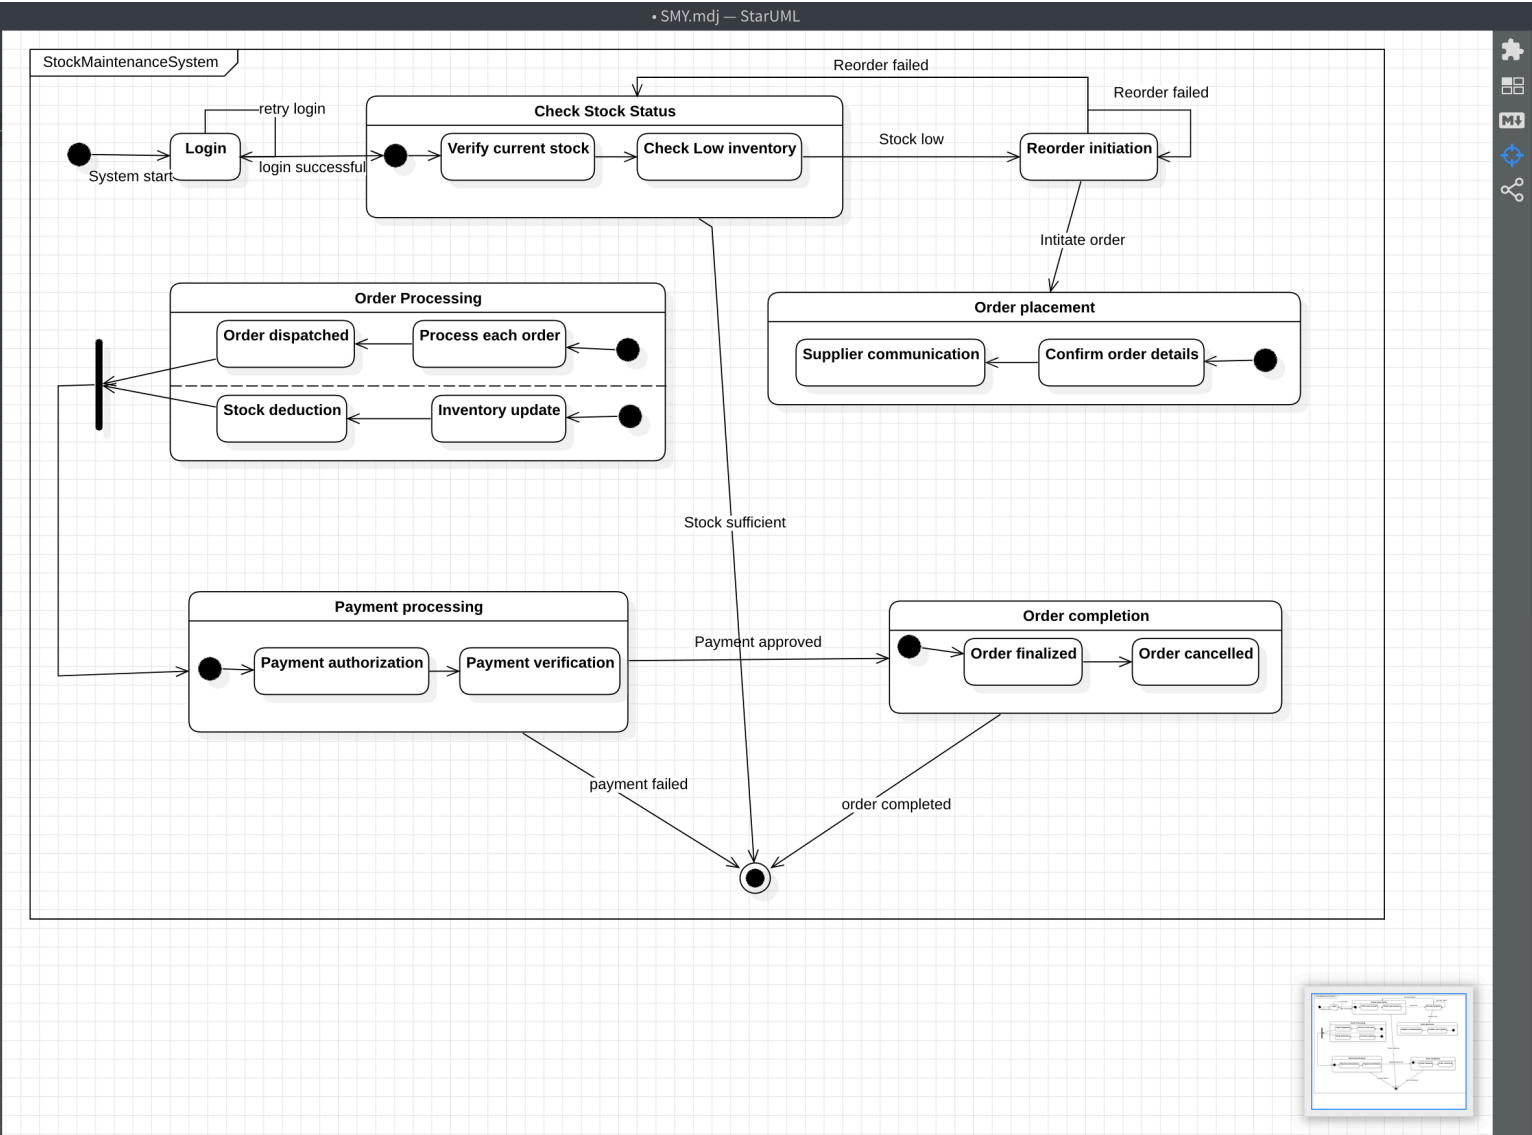 • SMY.mdj — StarUML
StockMaintenanceSystem
Reorder failed
Reorder failed
retry login
Check Stock Status
Login
Verify current stock
Check Low inventory
Stock low
Reorder initiation
System start
login successful
Intitate order
Order Processing
Order placement
Order dispatched
Process each order
Supplier communication
Confirm order details
Stock deduction
Inventory update
Stock sufficient
Payment processing
Order completion
Payment approved
Payment authorization
Payment verification
Order finalized
Order cancelled
payment failed
order completed